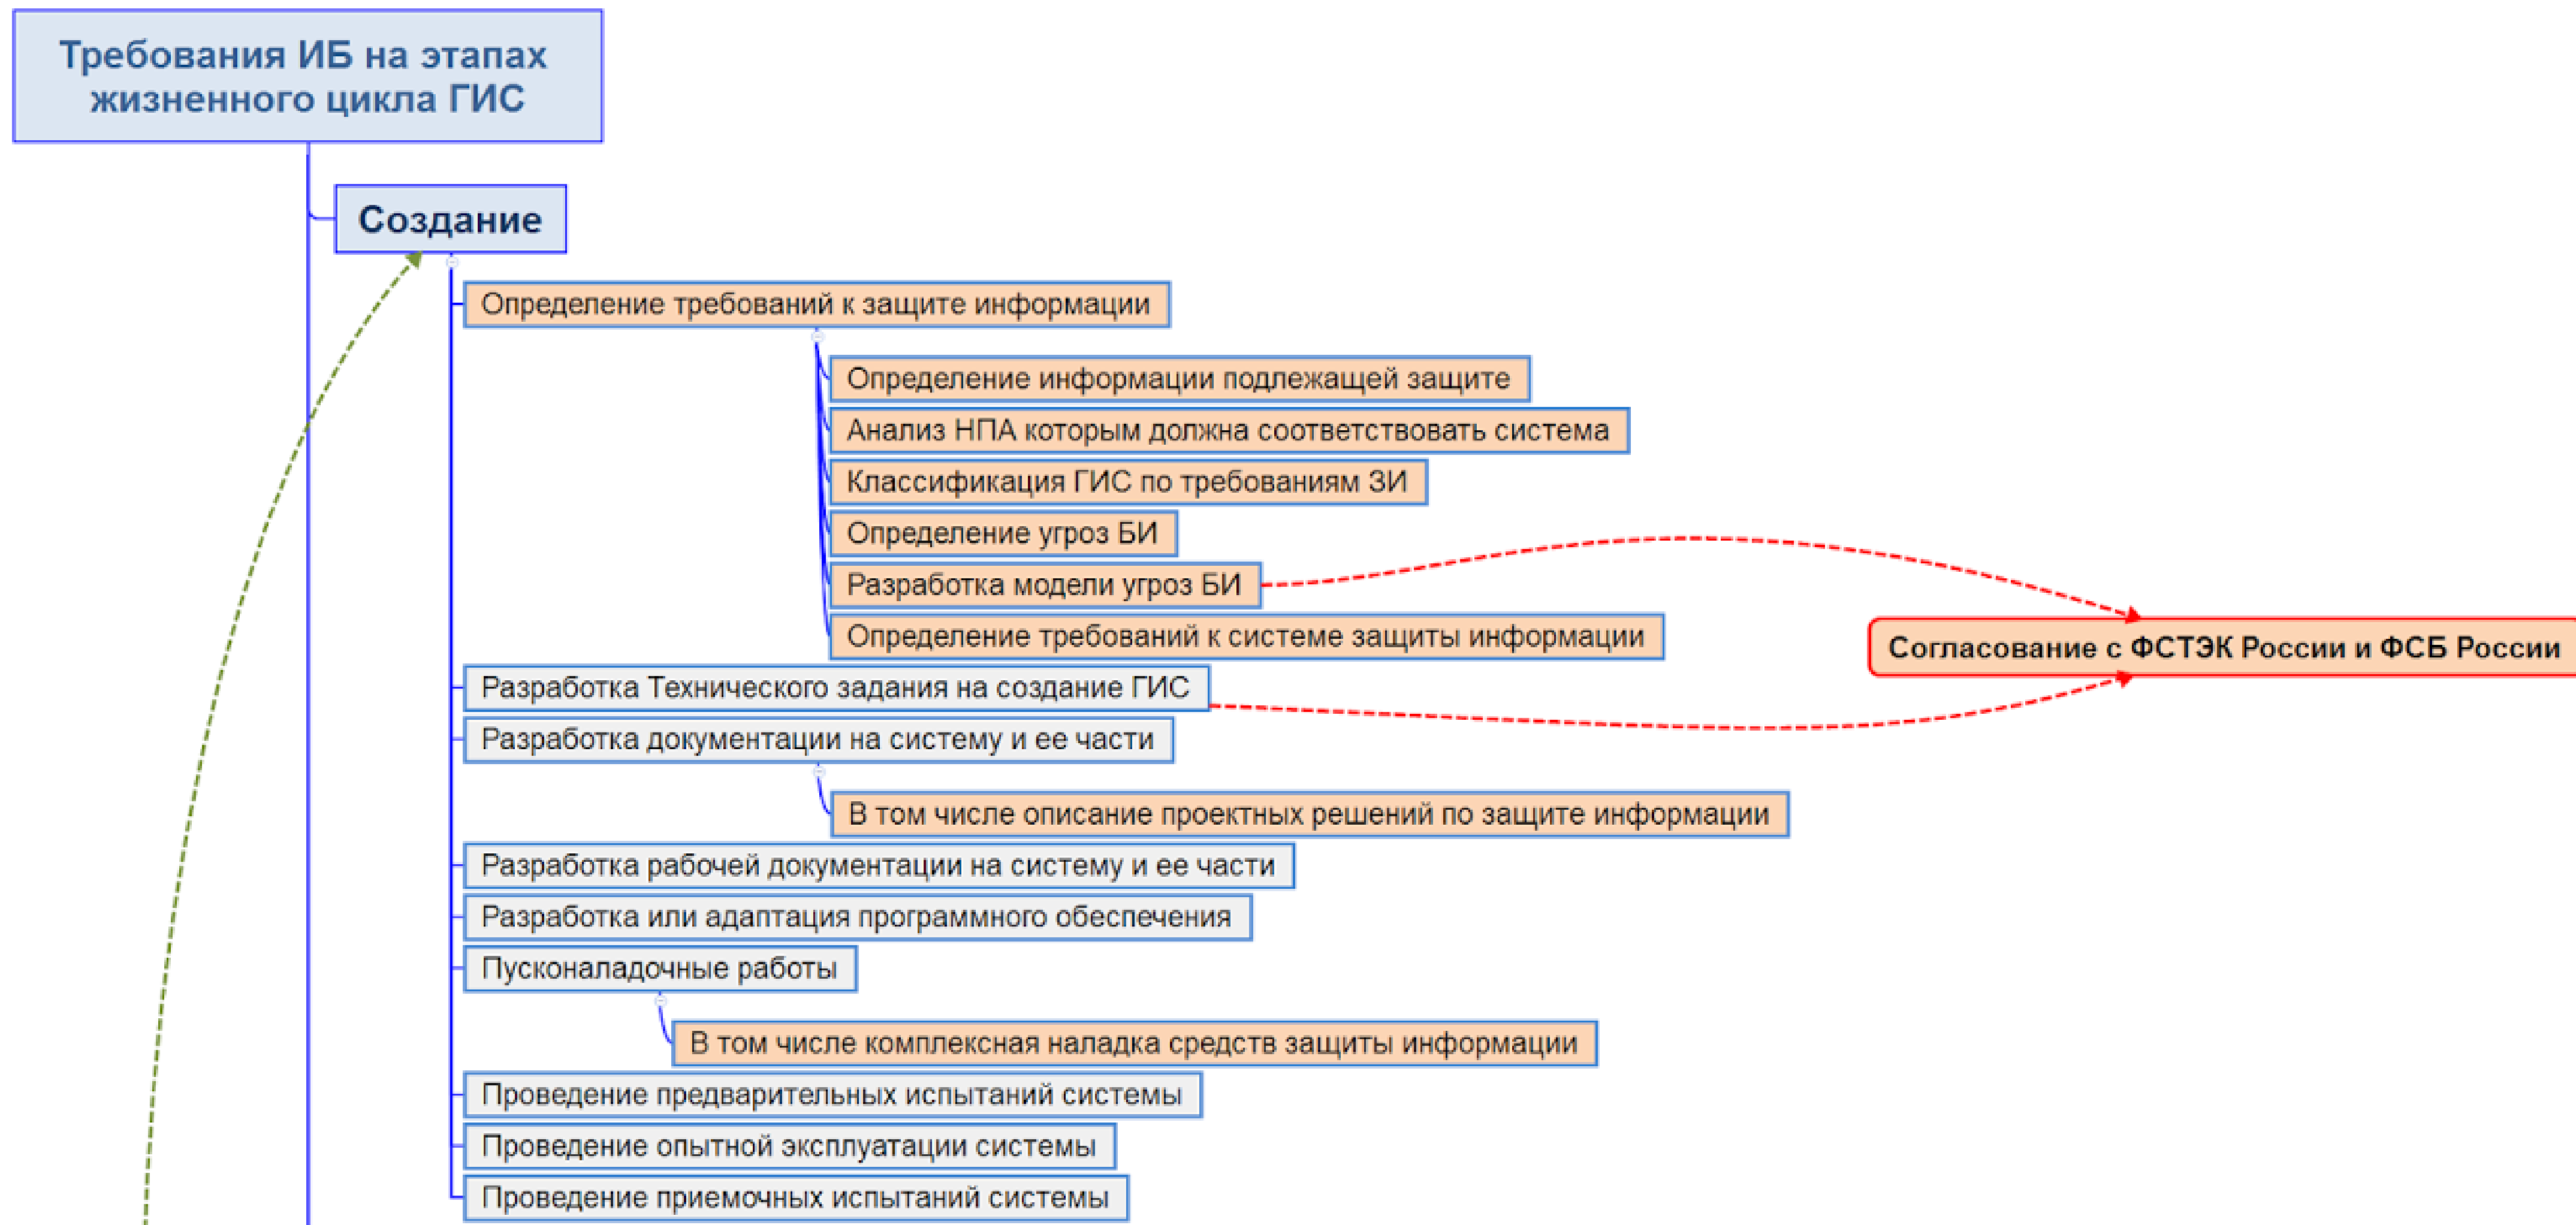 Требования ИБ на этапах
жизненного цикла ГИС
Создание
Определение требований к защите информации
Определение информации подлежащей защите
Анализ НПА которым должна соответствовать система
Классификация ГИС по требованиям ЗИ
Определение угроз БИ
Разработка модели угроз БИ
Определение требований к системе защиты информации
Согласование с ФСТЭК России и ФСБ России
Разработка Технического задания на создание ГИС
Разработка документации на систему и ее части
В том числе описание проектных решений по защите информации
Разработка рабочей документации на систему и ее части
Разработка или адаптация программного обеспечения
Пусконаладочные работы
В том числе комплексная наладка средств защиты информации
Проведение предварительных испытаний системы
Проведение опытной эксплуатации системы
Проведение приемочных испытаний системы